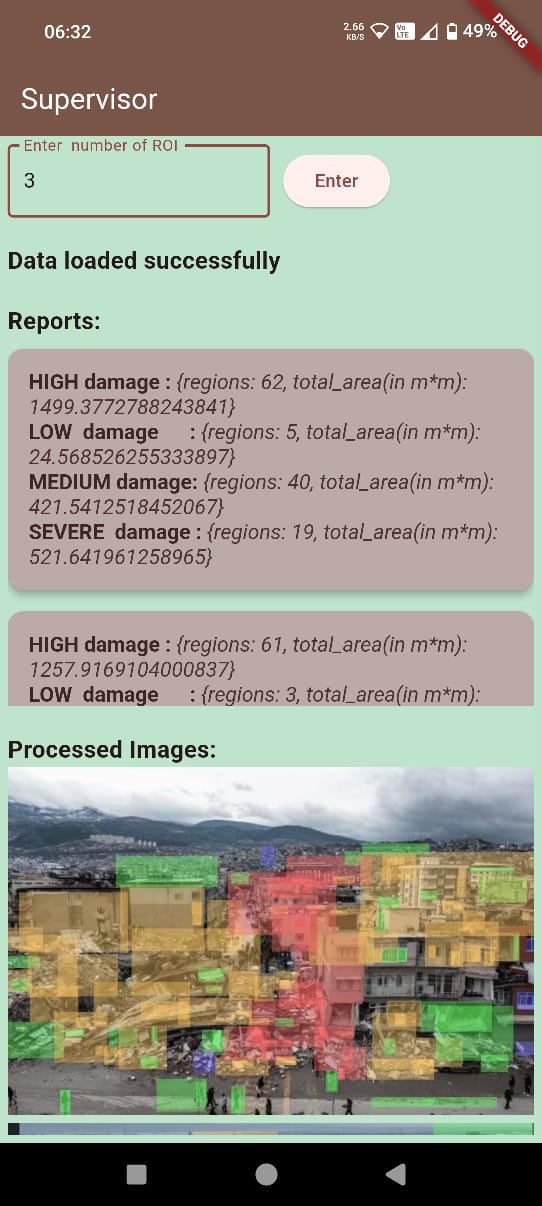 06:32
2.66
KB/S
Vo
LTE
49%
DEBUG
Supervisor
Enter  number of ROI
3
Enter
Data loaded successfully
Reports:
HIGH damage : {regions: 62, total_area(in m*m):
1499.3772788243841}
LOW  damage      : {regions: 5, total_area(in m*m):
24.568526255333897}
MEDIUM damage: {regions: 40, total_area(in m*m):
421.5412518452067}
SEVERE  damage : {regions: 19, total_area(in m*m):
521.641961258965}
HIGH damage : {regions: 61, total_area(in m*m):
1257.9169104000837}
LOW  damage      : {regions: 3, total_area(in m*m):
Processed Images: